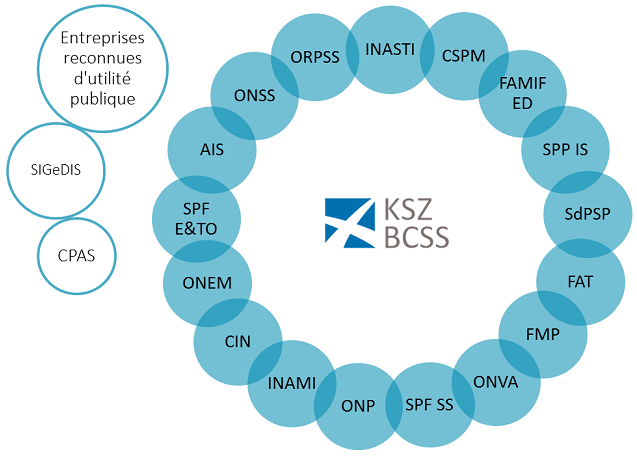 Entreprises
reconnues
d'utilité
publique
SIGeDIS
CPAS
INASTI
CSPM
FAMIF
ED
SPP IS
SdPSP
FAT
FMP
ONVA
SPF SS
ONP
INAMI
CIN
ONEM
SPF
E&TO
AIS
ONSS
ORPSS
KSZ
BCSS